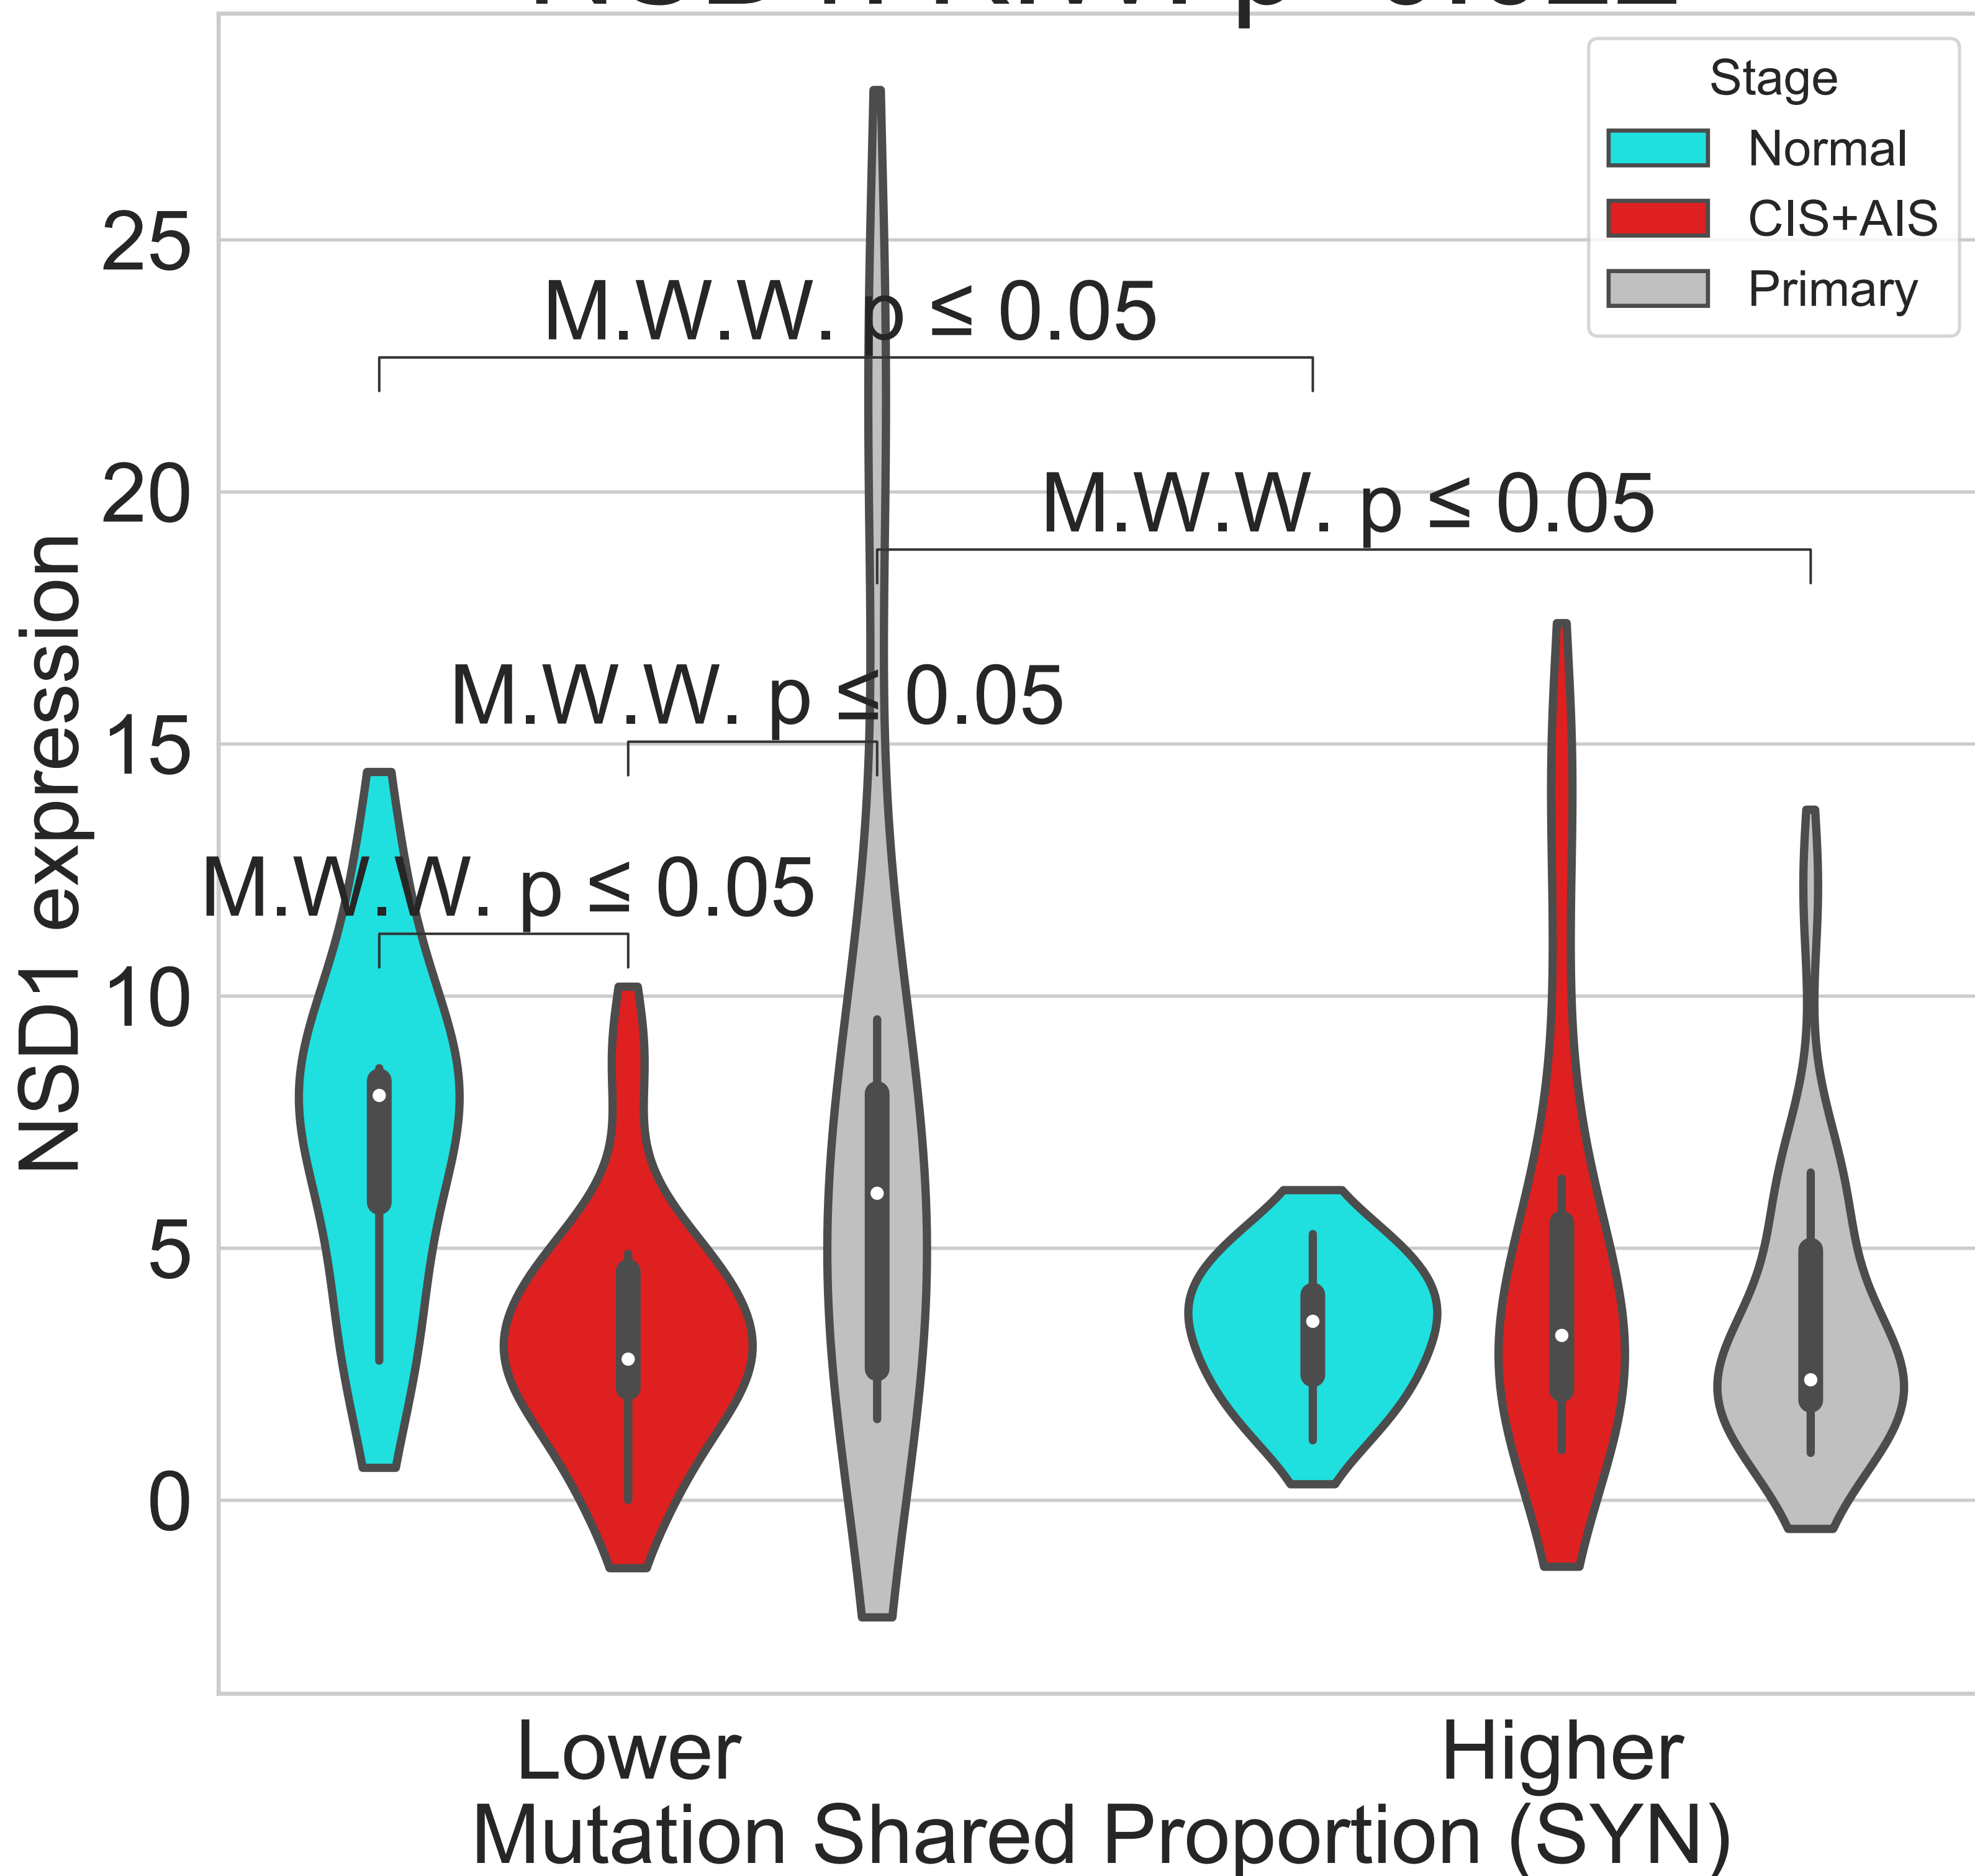 Stage
Normal
CIS+AIS
Primary
25
M.W.W. p ≤ 0.05
20
M.W.W. p ≤ 0.05
M.W.W. p ≤ 0.05
15
M.W.W. p ≤ 0.05
10
5
0
NSD1 expression
Lower
Higher
Mutation Shared Proportion (SYN)